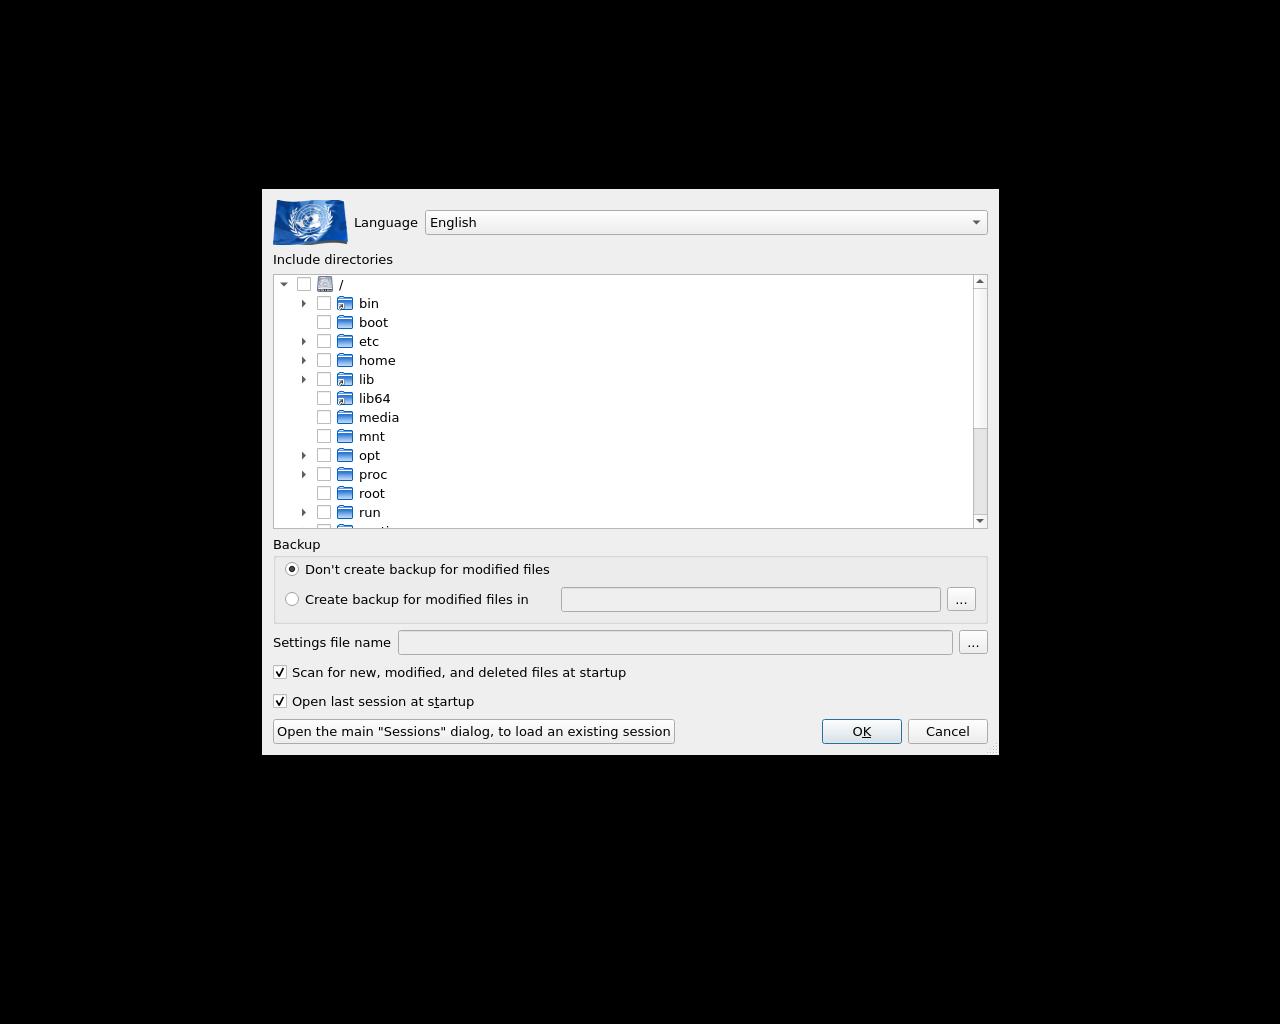 Language English
Include directories
/
bin
boot
etc
home
lib
lib64
media
mnt
opt
proc
root
run
Backup
Don't create backup for modified files
Create backup for modified files in ...
Settings file name ...
Scan for new, modified, and deleted files at startup
Open last session at startup
Open the main "Sessions" dialog, to load an existing session OK Cancel